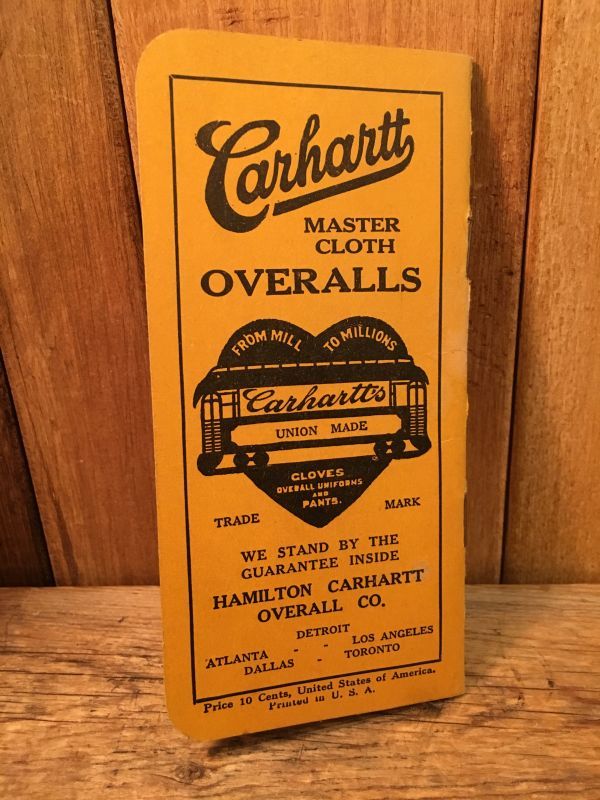 Carhartt
MASTER
CLOTH
OVERALLS
FROM MILL TO MILLIONS
Carhartt's
UNION MADE
GLOVES
OVERALL UNIFORMS
AND
PANTS.
TRADE MARK
WE STAND BY THE
GUARANTEE INSIDE
HAMILTON CARHARTT
OVERALL CO.
DETROIT
ATLANTA - - LOS ANGELES
DALLAS - TORONTO
Price 10 Cents, United States of America.
Printed in U. S. A.